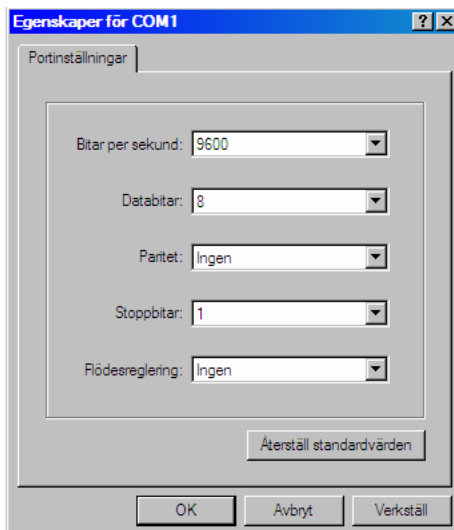 Egenskaper för COM1
Portinställningar
Bitar per sekund: 9600
Databitar: 8
Paritet: Ingen
Stoppbitar: 1
Flödesreglering: Ingen
Återställ standardvärden
OK Avbryt Verkställ